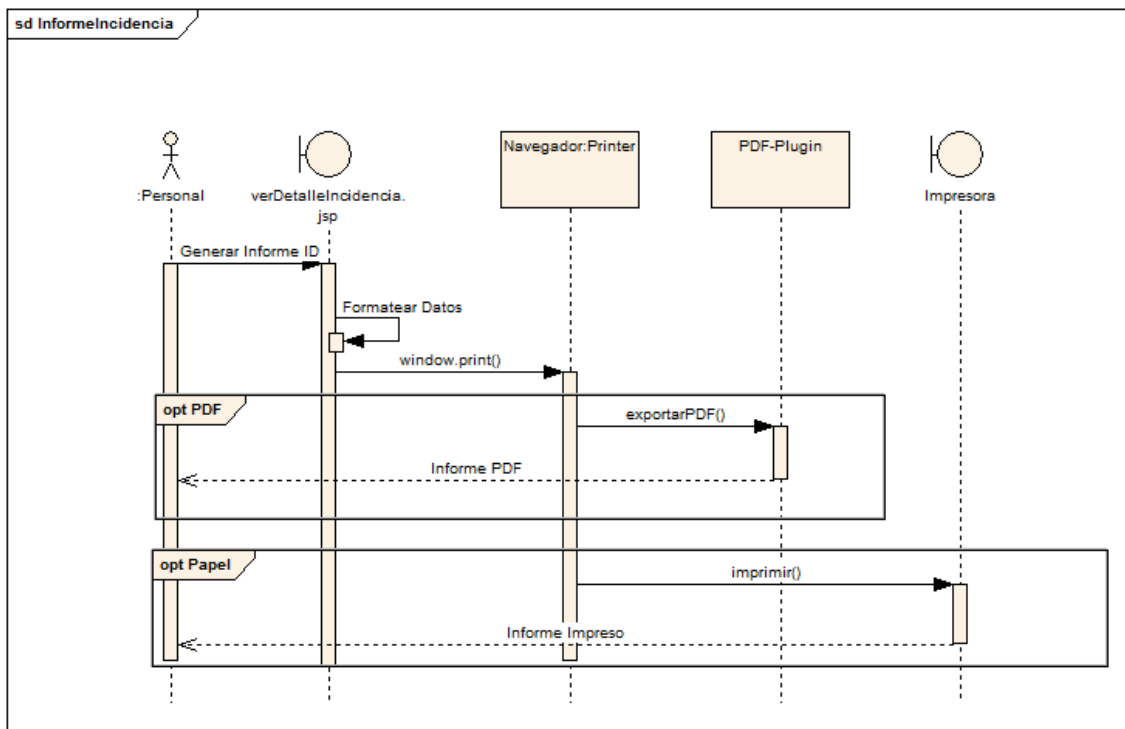 sd InformeIncidencia
:Personal
verDetalleIncidencia.
jsp
Navegador:Printer
PDF-Plugin
Impresora
Generar Informe ID
Formatear Datos
window.print()
opt PDF
exportarPDF()
Informe PDF
opt Papel
imprimir()
Informe Impreso